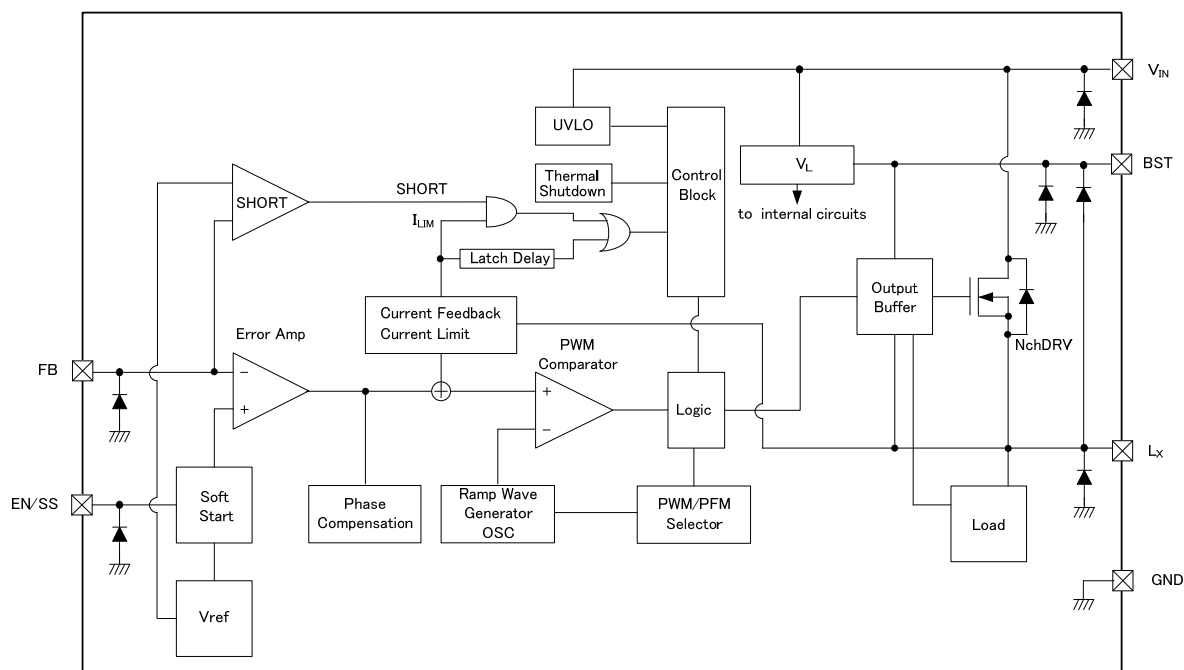 VIN
UVLO
BST
VL
Thermal
Shutdown
Control
Block
SHORT
SHORT
ILIM
to internal circuits
Latch Delay
Output
Buffer
Current Feedback
Current Limit
Error Amp
PWM
Comparator
NchDRV
FB
−
+
+
+
−
Logic
LX
EN/SS
Soft
Start
Phase
Compensation
Ramp Wave
Generator
OSC
PWM/PFM
Selector
Load
GND
Vref